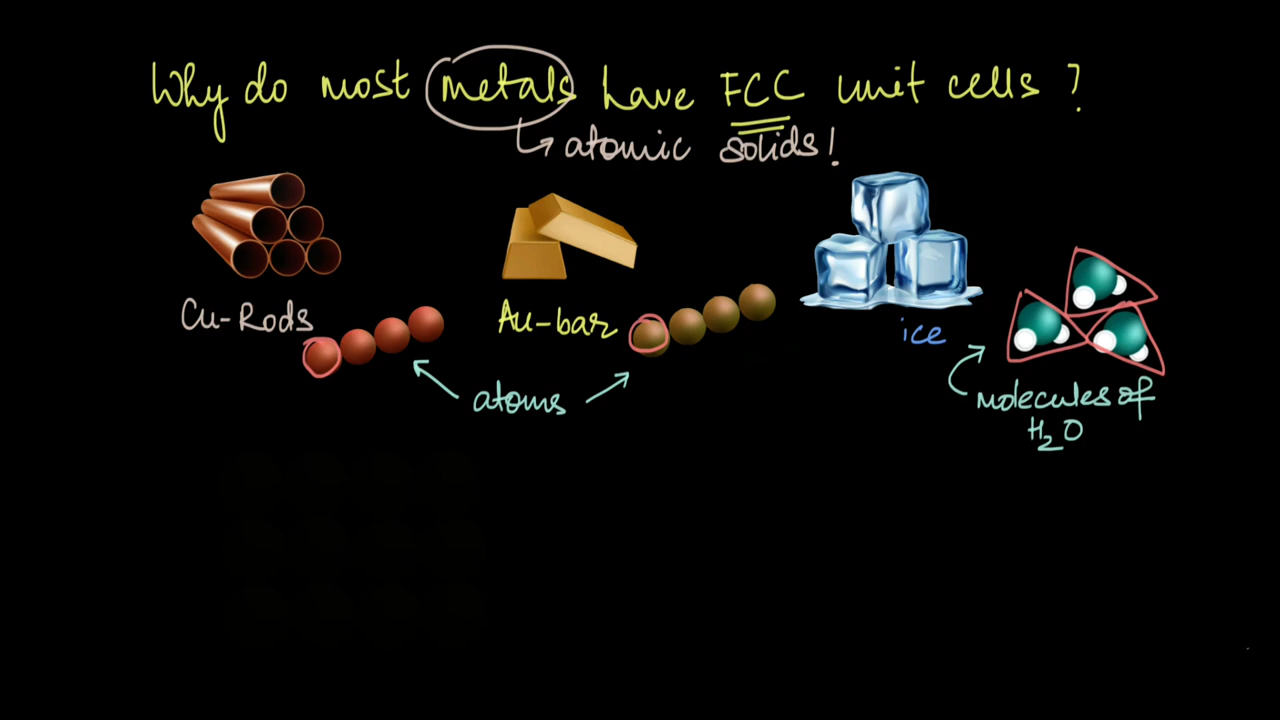 Why do most metals have FCC unit cells ?
↳ atomic solids!
Cu-Rods
Au-bar
ice
atoms
molecules of
H₂O